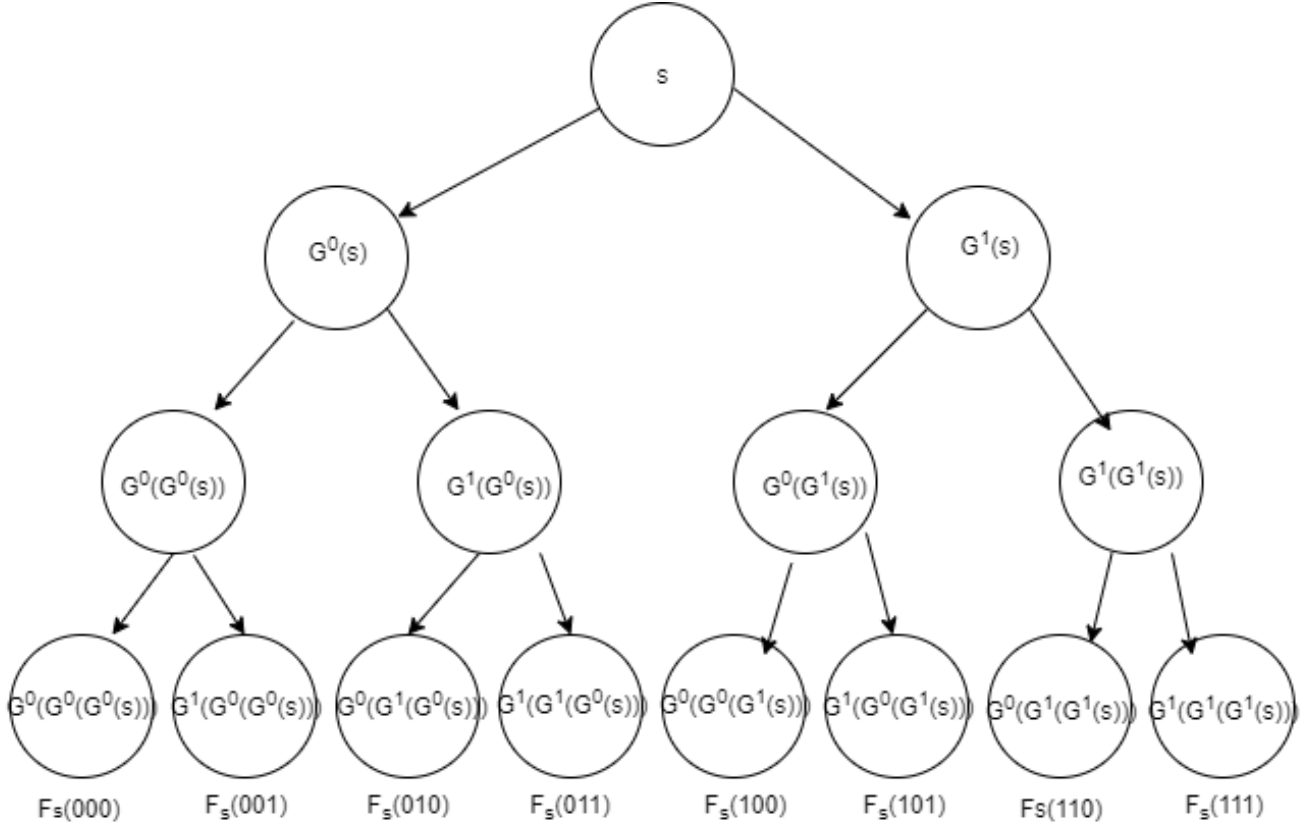 s
G⁰(s)
G¹(s)
G⁰(G⁰(s))
G¹(G⁰(s))
G⁰(G¹(s))
G¹(G¹(s))
G⁰(G⁰(G⁰(s)))
G¹(G⁰(G⁰(s)))
G⁰(G¹(G⁰(s)))
G¹(G¹(G⁰(s)))
G⁰(G⁰(G¹(s)))
G¹(G⁰(G¹(s)))
G⁰(G¹(G¹(s)))
G¹(G¹(G¹(s)))
Fs(000)
Fₛ(001)
Fₛ(010)
Fₛ(011)
Fₛ(100)
Fₛ(101)
Fs(110)
Fₛ(111)